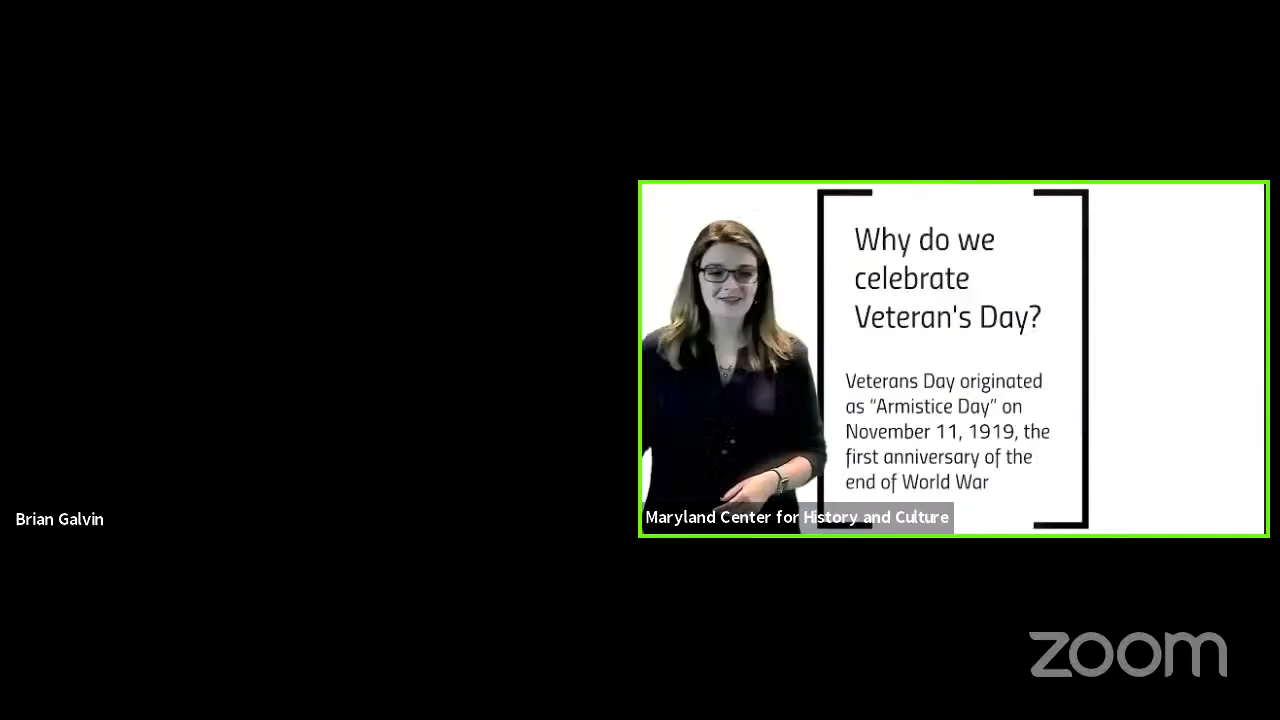 Why do we
celebrate
Veteran's Day?
Veterans Day originated
as “Armistice Day” on
November 11, 1919, the
first anniversary of the
end of World War
Maryland Center for History and Culture
Brian Galvin
zoom